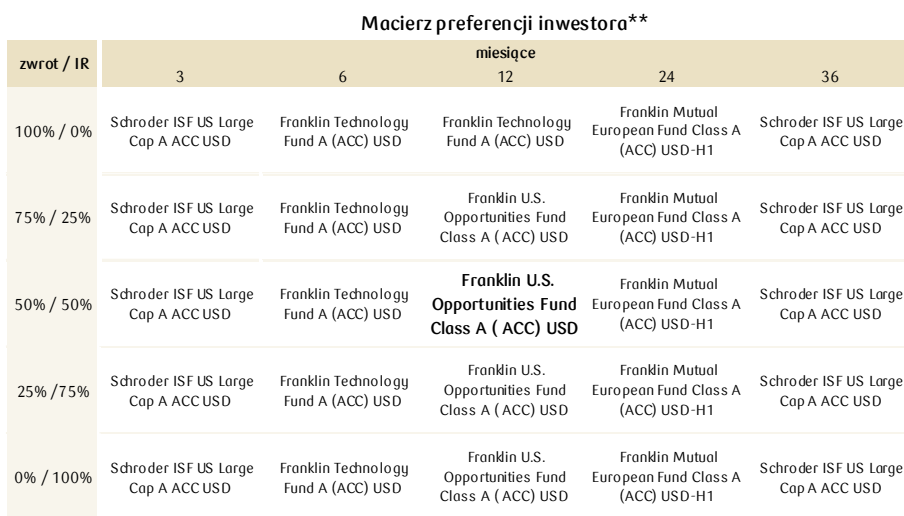 Macierz preferencji inwestora**
zwrot / IR
miesiące
3 6 12 24 36
100% / 0%
Schroder ISF US Large
Cap A ACC USD
Franklin Technology
Fund A (ACC) USD
Franklin Technology
Fund A (ACC) USD
Franklin Mutual
European Fund Class A
(ACC) USD-H1
Schroder ISF US Large
Cap A ACC USD
75% / 25%
Schroder ISF US Large
Cap A ACC USD
Franklin Technology
Fund A (ACC) USD
Franklin U.S.
Opportunities Fund
Class A ( ACC) USD
Franklin Mutual
European Fund Class A
(ACC) USD-H1
Schroder ISF US Large
Cap A ACC USD
50% / 50%
Schroder ISF US Large
Cap A ACC USD
Franklin Technology
Fund A (ACC) USD
Franklin U.S.
Opportunities Fund
Class A ( ACC) USD
Franklin Mutual
European Fund Class A
(ACC) USD-H1
Schroder ISF US Large
Cap A ACC USD
25% /75%
Schroder ISF US Large
Cap A ACC USD
Franklin Technology
Fund A (ACC) USD
Franklin U.S.
Opportunities Fund
Class A ( ACC) USD
Franklin Mutual
European Fund Class A
(ACC) USD-H1
Schroder ISF US Large
Cap A ACC USD
0% / 100%
Schroder ISF US Large
Cap A ACC USD
Franklin Technology
Fund A (ACC) USD
Franklin U.S.
Opportunities Fund
Class A ( ACC) USD
Franklin Mutual
European Fund Class A
(ACC) USD-H1
Schroder ISF US Large
Cap A ACC USD